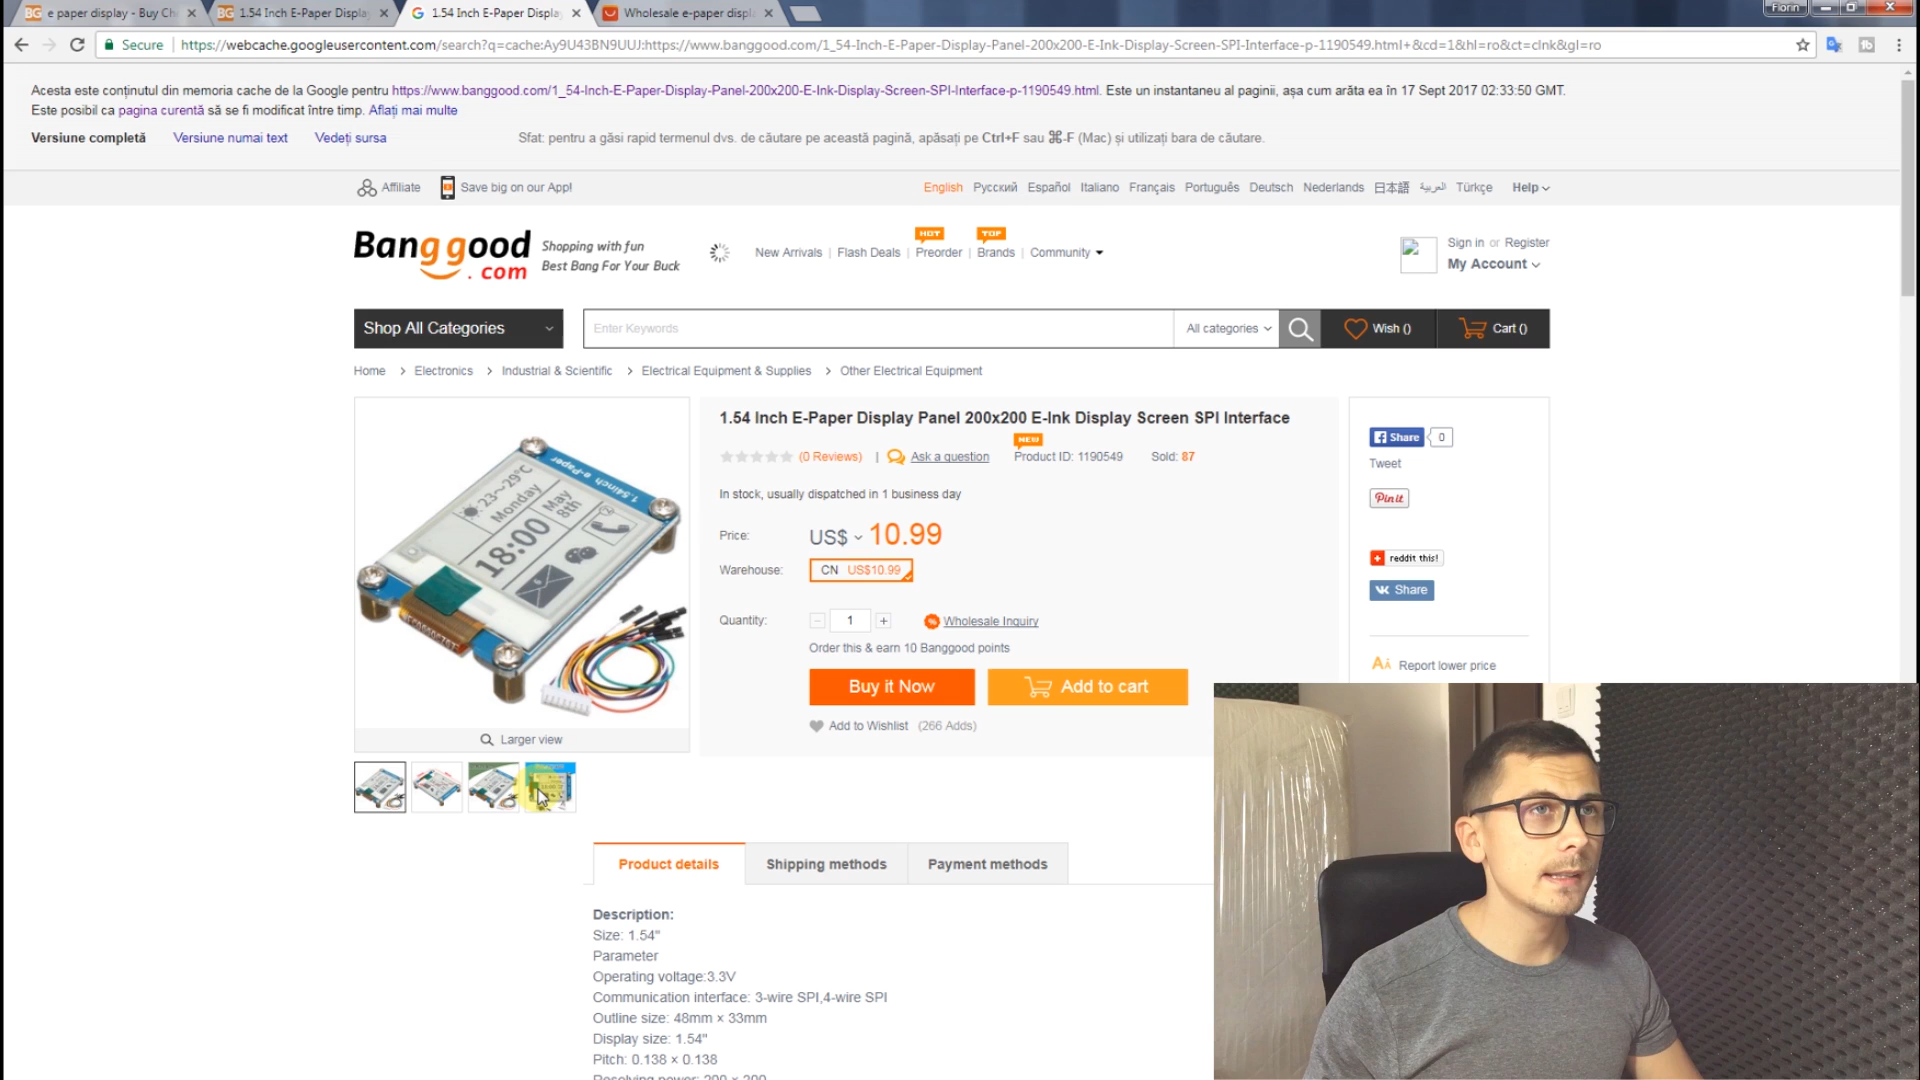 e paper display - Buy Ch
1.54 Inch E-Paper Displa
1.54 Inch E-Paper Displa
Wholesale e-paper displ
Florin
Secure
https://webcache.googleusercontent.com/search?q=cache:Ay9U43BN9UUJ:https://www.banggood.com/1_54-Inch-E-Paper-Display-Panel-200x200-E-Ink-Display-Screen-SPI-Interface-p-1190549.html+&cd=1&hl=ro&ct=clnk&gl=ro
Acesta este conținutul din memoria cache de la Google pentru https://www.banggood.com/1_54-Inch-E-Paper-Display-Panel-200x200-E-Ink-Display-Screen-SPI-Interface-p-1190549.html. Este un instantaneu al paginii, așa cum arăta ea în 17 Sept 2017 02:33:50 GMT.
Este posibil ca pagina curentă să se fi modificat între timp. Aflați mai multe
Versiune completă Versiune numai text Vedeți sursa Sfat: pentru a găsi rapid termenul dvs. de căutare pe această pagină, apăsați pe Ctrl+F sau ⌘-F (Mac) și utilizați bara de căutare.
Affiliate Save big on our App! English Русский Español Italiano Français Português Deutsch Nederlands 日本語 العربية Türkçe Help
Banggood.com
Shopping with fun
Best Bang For Your Buck
HOT TOP
New Arrivals | Flash Deals | Preorder | Brands | Community
Sign in or Register
My Account
Shop All Categories Enter Keywords All categories Wish () Cart ()
Home > Electronics > Industrial & Scientific > Electrical Equipment & Supplies > Other Electrical Equipment
1.54inch e-Paper
23~29℃
Monday
May 8th
18:00
Larger view
1.54 Inch E-Paper Display Panel 200x200 E-Ink Display Screen SPI Interface
NEW
(0 Reviews) | Ask a question Product ID: 1190549 Sold: 87
In stock, usually dispatched in 1 business day
Price: US$ 10.99
Warehouse: CN US$10.99
Quantity: - 1 + Wholesale Inquiry
Order this & earn 10 Banggood points
Buy it Now Add to cart
Add to Wishlist (266 Adds)
Share 0
Tweet
Pinit
reddit this!
Share
Report lower price
Product details Shipping methods Payment methods
Description:
Size: 1.54"
Parameter
Operating voltage:3.3V
Communication interface: 3-wire SPI,4-wire SPI
Outline size: 48mm × 33mm
Display size: 1.54"
Pitch: 0.138 × 0.138
Resolving power: 200 × 200